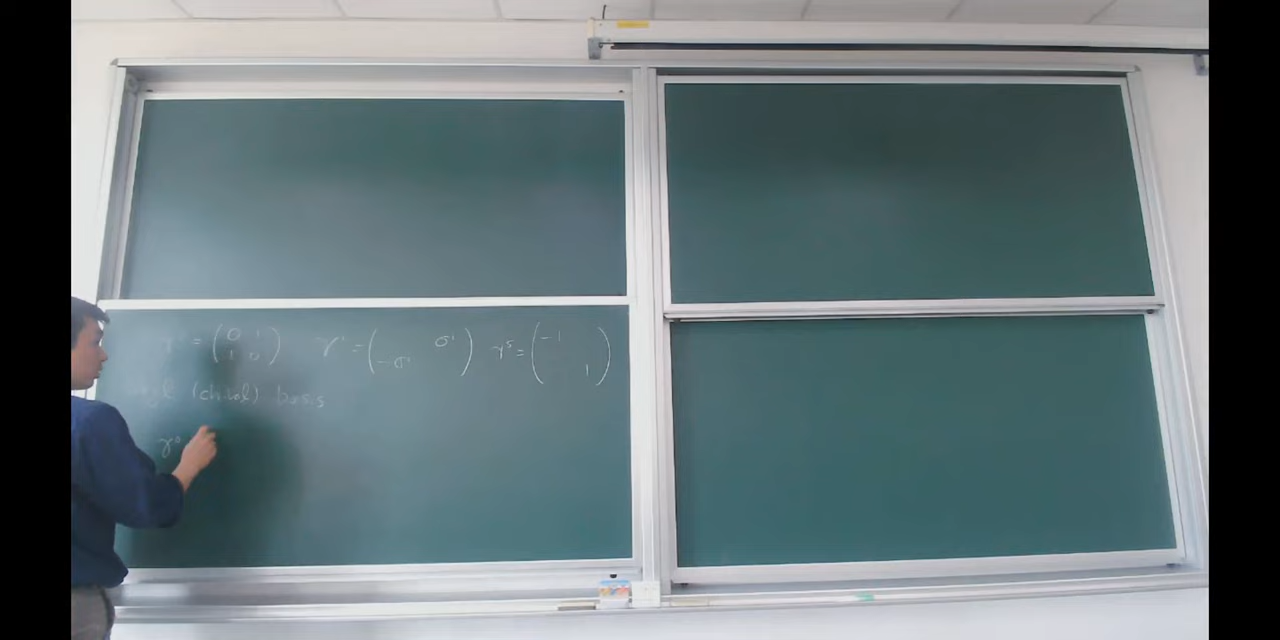 γ⁰ = ( 0 1 ; 1 0 ) γⁱ = ( σⁱ ; -σⁱ ) γ⁵ = ( -1 ; 1 )
(chiral) basis
γ⁰